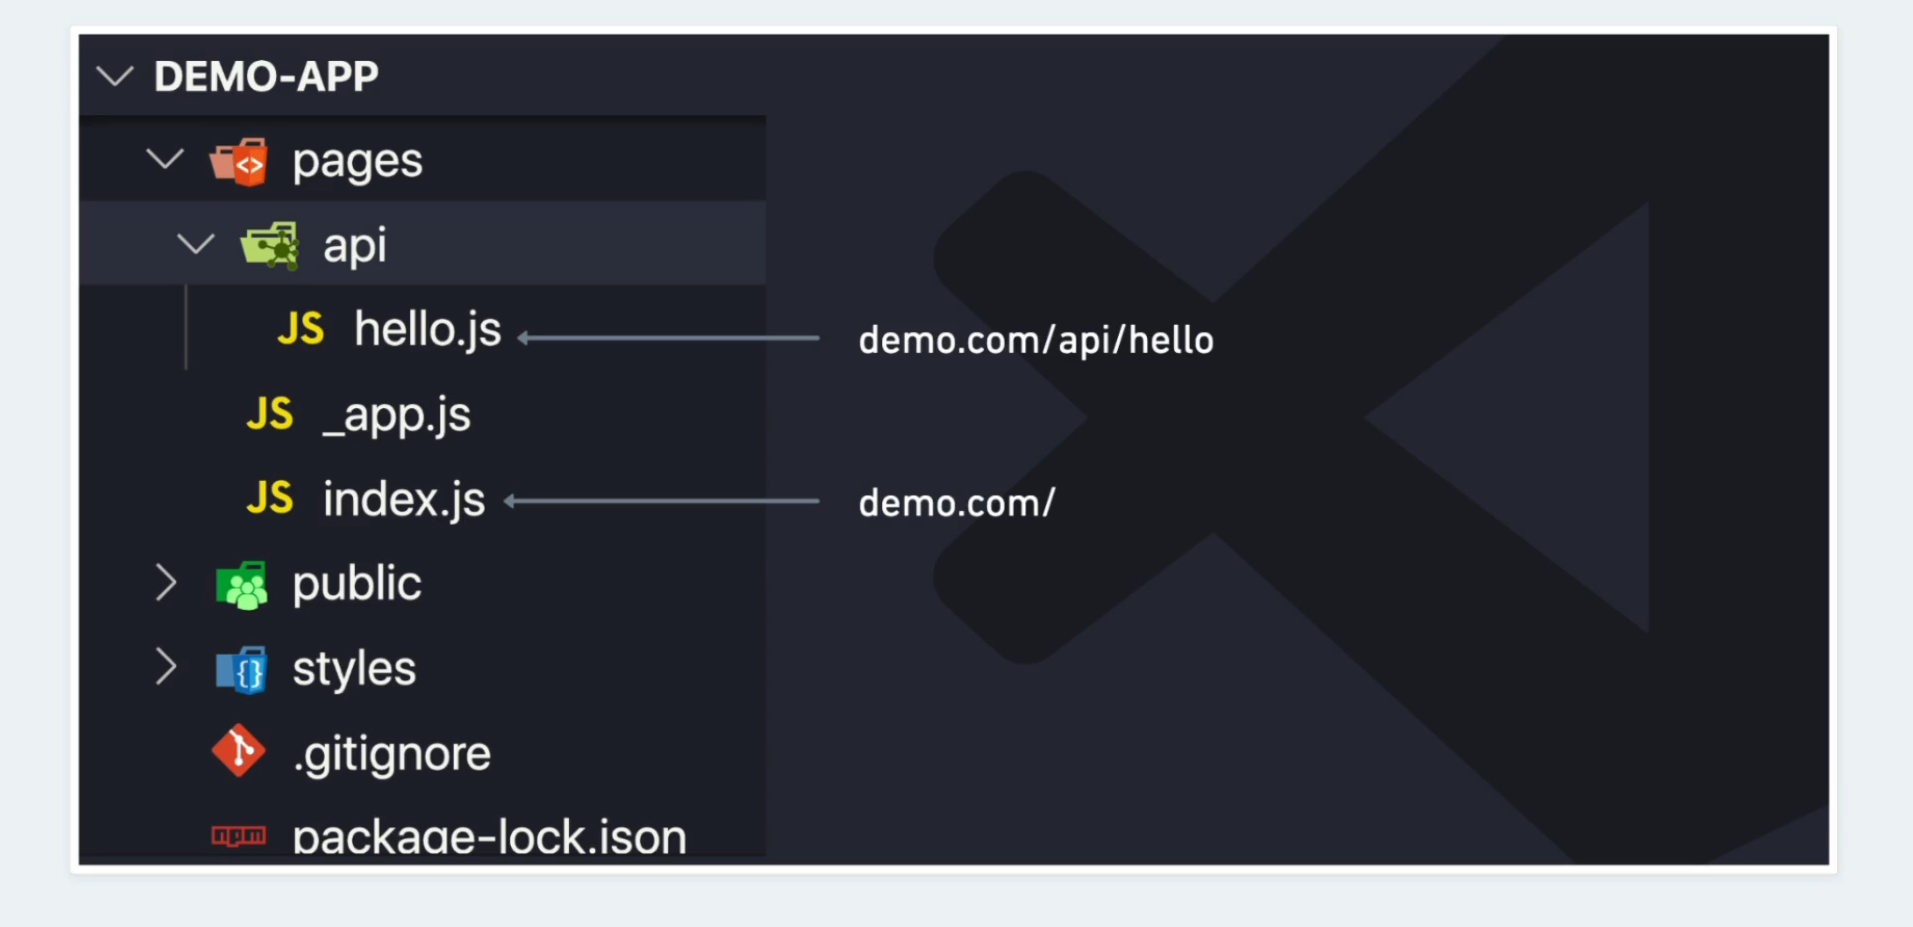 DEMO-APP
pages
api
JS hello.js
demo.com/api/hello
JS _app.js
JS index.js
demo.com/
public
styles
.gitignore
npm package-lock.json